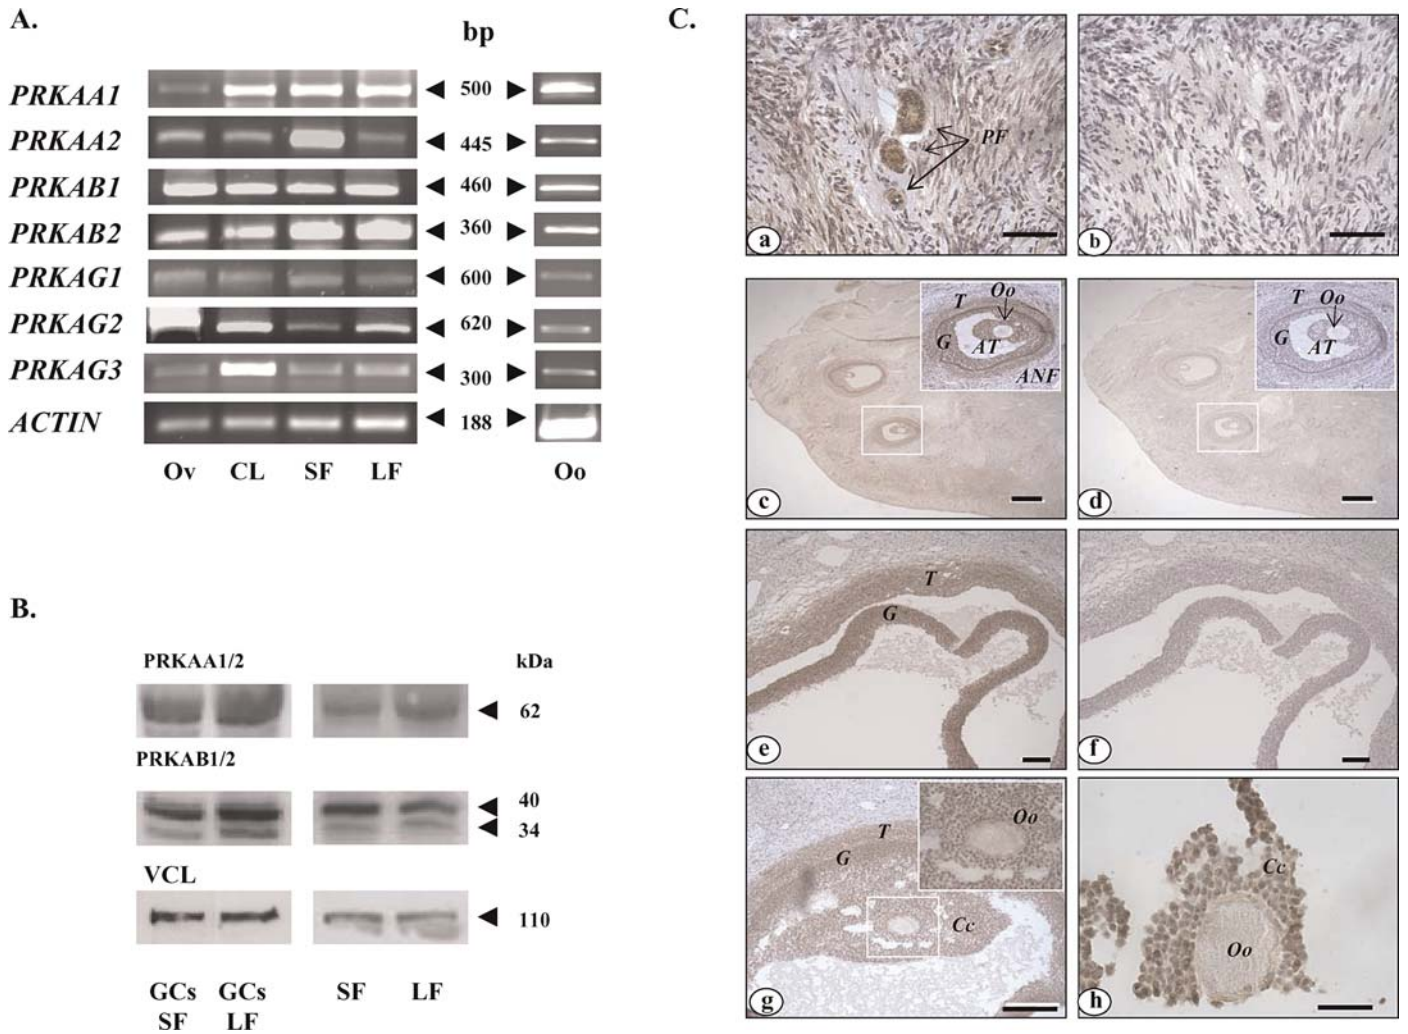 A.
bp
PRKAA1 500
PRKAA2 445
PRKAB1 460
PRKAB2 360
PRKAG1 600
PRKAG2 620
PRKAG3 300
ACTIN 188
Ov CL SF LF Oo
B.
PRKAA1/2 kDa
62
PRKAB1/2
40
34
VCL
110
GCs GCs SF LF
SF LF
C.
PF
a b
T Oo
G AT
ANF
c
T Oo
G AT
d
T
G
e f
Oo
T
G
Cc
g
Cc
Oo
h